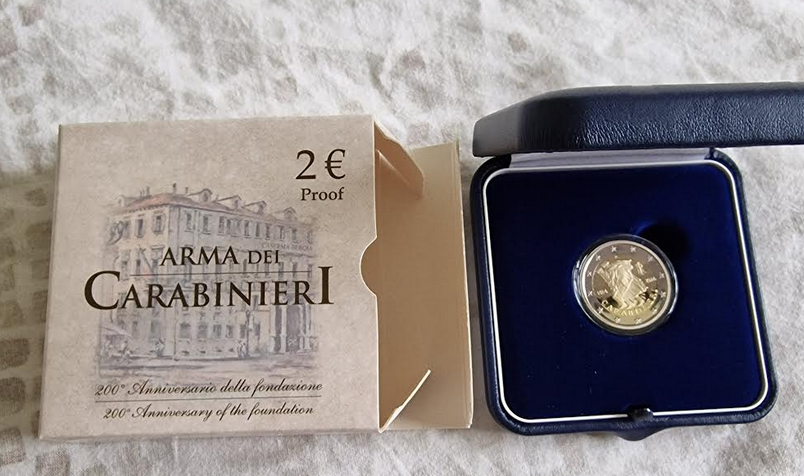 2 €
Proof
ARMA DEI
CARABINIERI
200° Anniversario della fondazione
200° Anniversary of the foundation